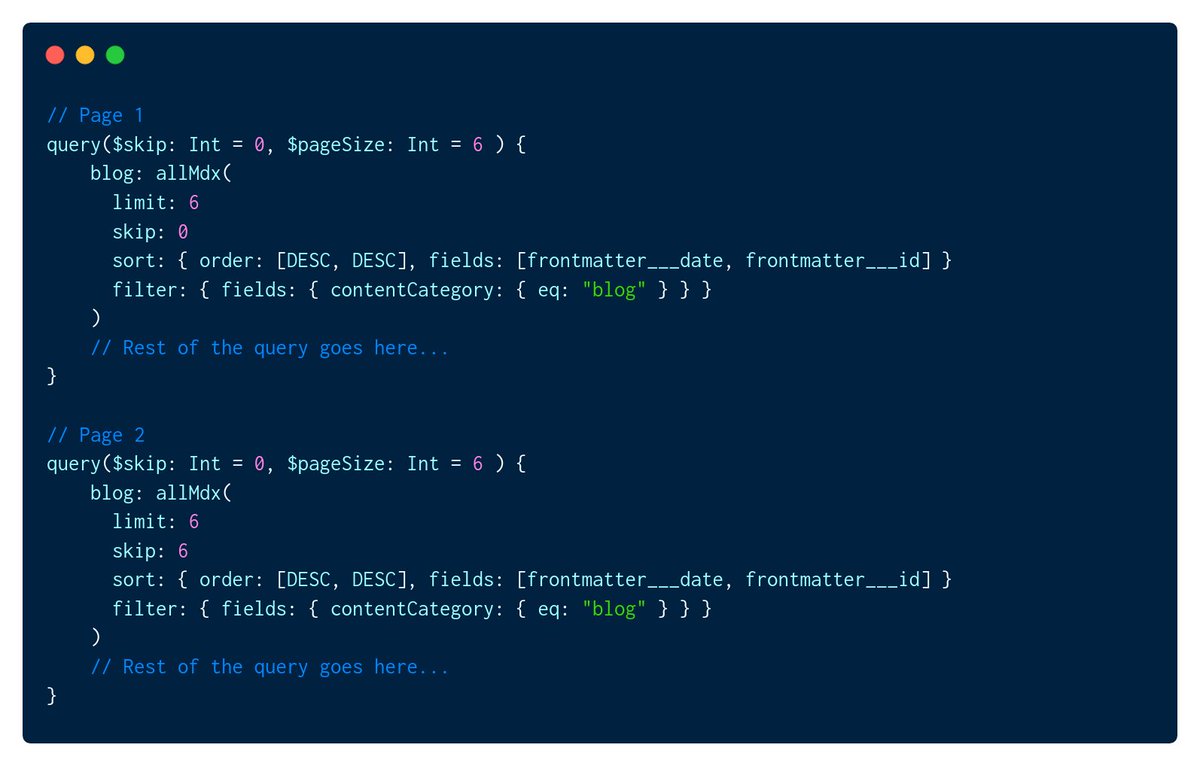 // Page 1
query($skip: Int = 0, $pageSize: Int = 6 ) {
    blog: allMdx(
      limit: 6
      skip: 0
      sort: { order: [DESC, DESC], fields: [frontmatter___date, frontmatter___id] }
      filter: { fields: { contentCategory: { eq: "blog" } } }
    )
    // Rest of the query goes here...
}

// Page 2
query($skip: Int = 0, $pageSize: Int = 6 ) {
    blog: allMdx(
      limit: 6
      skip: 6
      sort: { order: [DESC, DESC], fields: [frontmatter___date, frontmatter___id] }
      filter: { fields: { contentCategory: { eq: "blog" } } }
    )
    // Rest of the query goes here...
}